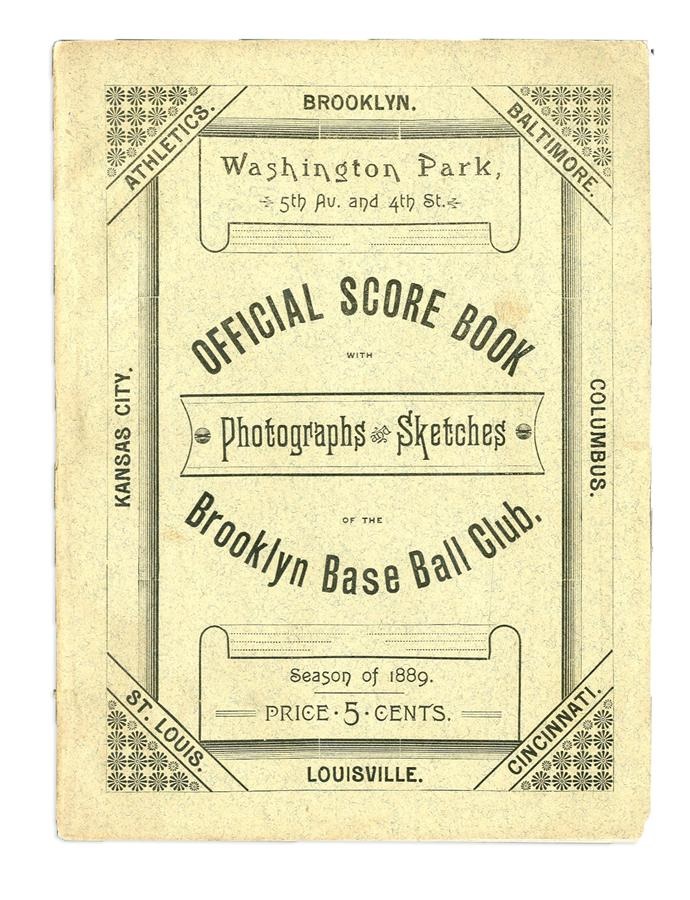 BROOKLYN.
ATHLETICS.
BALTIMORE.
Washington Park,
5th Av. and 4th St.
OFFICIAL SCORE BOOK
WITH
Photographs and Sketches
OF THE
Brooklyn Base Ball Club.
KANSAS CITY.
COLUMBUS.
Season of 1889.
PRICE · 5 · CENTS.
ST. LOUIS.
CINCINNATI.
LOUISVILLE.